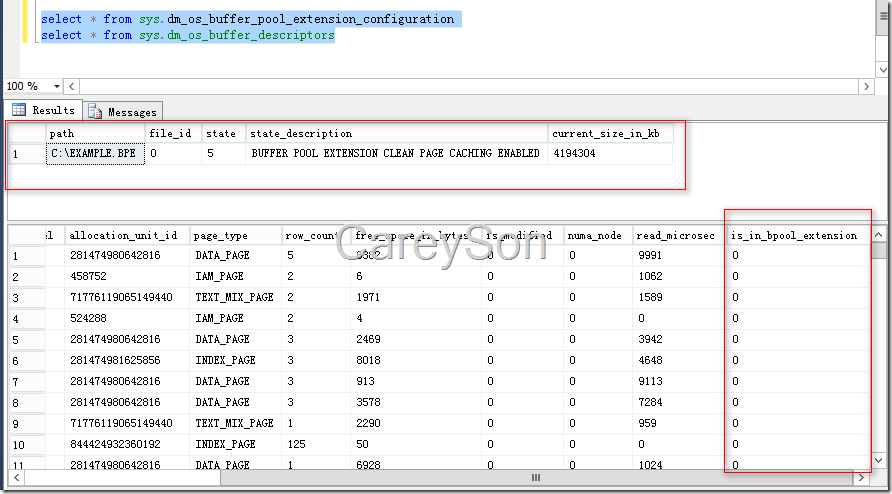 select * from sys.dm_os_buffer_pool_extension_configuration
select * from sys.dm_os_buffer_descriptors
100 %
Results Messages
path file_id state state_description current_size_in_kb
1 C:\EXAMPLE.BPE 0 5 BUFFER POOL EXTENSION CLEAN PAGE CACHING ENABLED 4194304
el allocation_unit_id page_type row_count free_space_in_bytes is_modified numa_node read_microsec is_in_bpool_extension
1 281474980642816 DATA_PAGE 5 0 0 9991 0
CareySon
2 458752 IAM_PAGE 2 6 0 0 1062 0
3 71776119065149440 TEXT_MIX_PAGE 2 1971 0 0 1589 0
4 524288 IAM_PAGE 2 4 0 0 0 0
5 281474980642816 DATA_PAGE 3 2469 0 0 3942 0
6 281474981625856 INDEX_PAGE 3 8018 0 0 4648 0
7 281474980642816 DATA_PAGE 3 913 0 0 9113 0
8 281474980642816 DATA_PAGE 3 3578 0 0 7284 0
9 71776119065149440 TEXT_MIX_PAGE 1 2290 0 0 959 0
10 844424932360192 INDEX_PAGE 125 50 0 0 0 0
11 281474980642816 DATA_PAGE 1 6928 0 0 1024 0